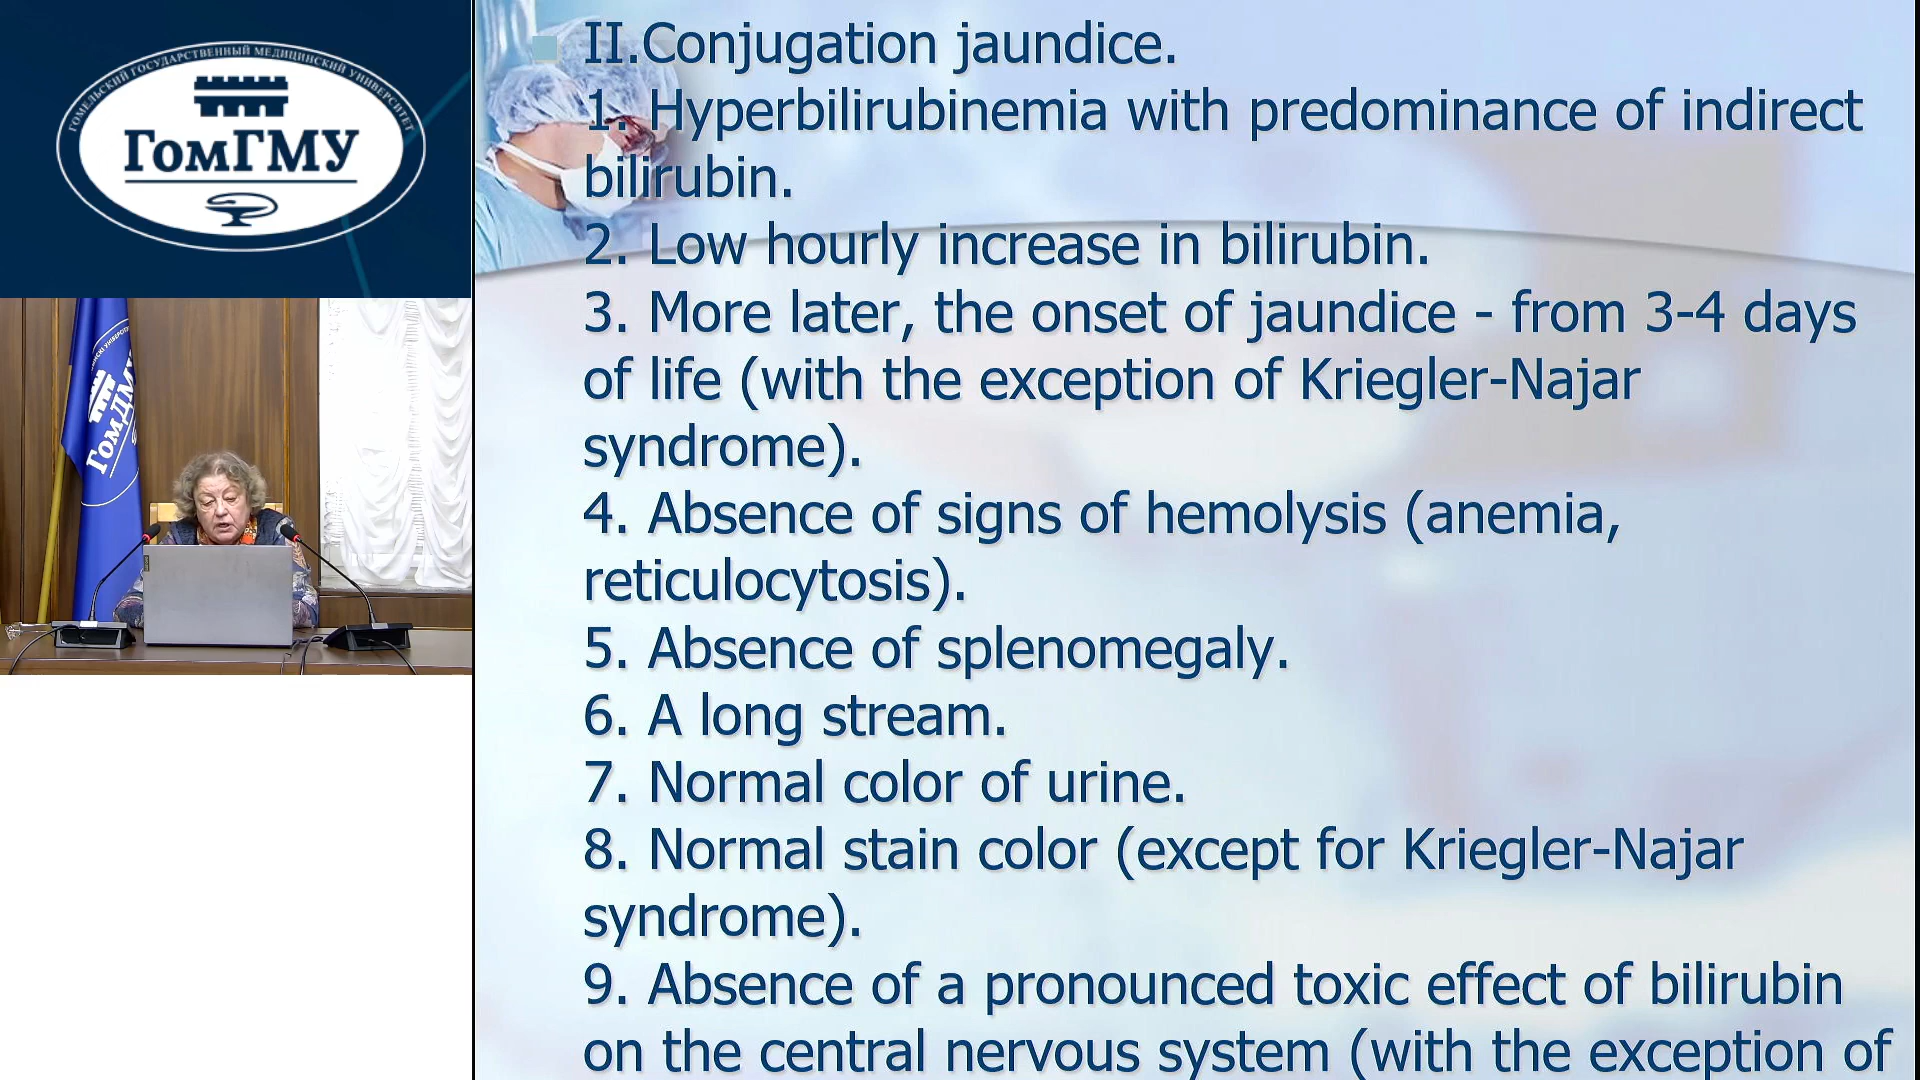 ГОМЕЛЬСКИЙ ГОСУДАРСТВЕННЫЙ МЕДИЦИНСКИЙ УНИВЕРСИТЕТ
ГомГМУ
ГомДМУ
II.Conjugation jaundice.
1. Hyperbilirubinemia with predominance of indirect
bilirubin.
2. Low hourly increase in bilirubin.
3. More later, the onset of jaundice - from 3-4 days
of life (with the exception of Kriegler-Najar
syndrome).
4. Absence of signs of hemolysis (anemia,
reticulocytosis).
5. Absence of splenomegaly.
6. A long stream.
7. Normal color of urine.
8. Normal stain color (except for Kriegler-Najar
syndrome).
9. Absence of a pronounced toxic effect of bilirubin
on the central nervous system (with the exception of